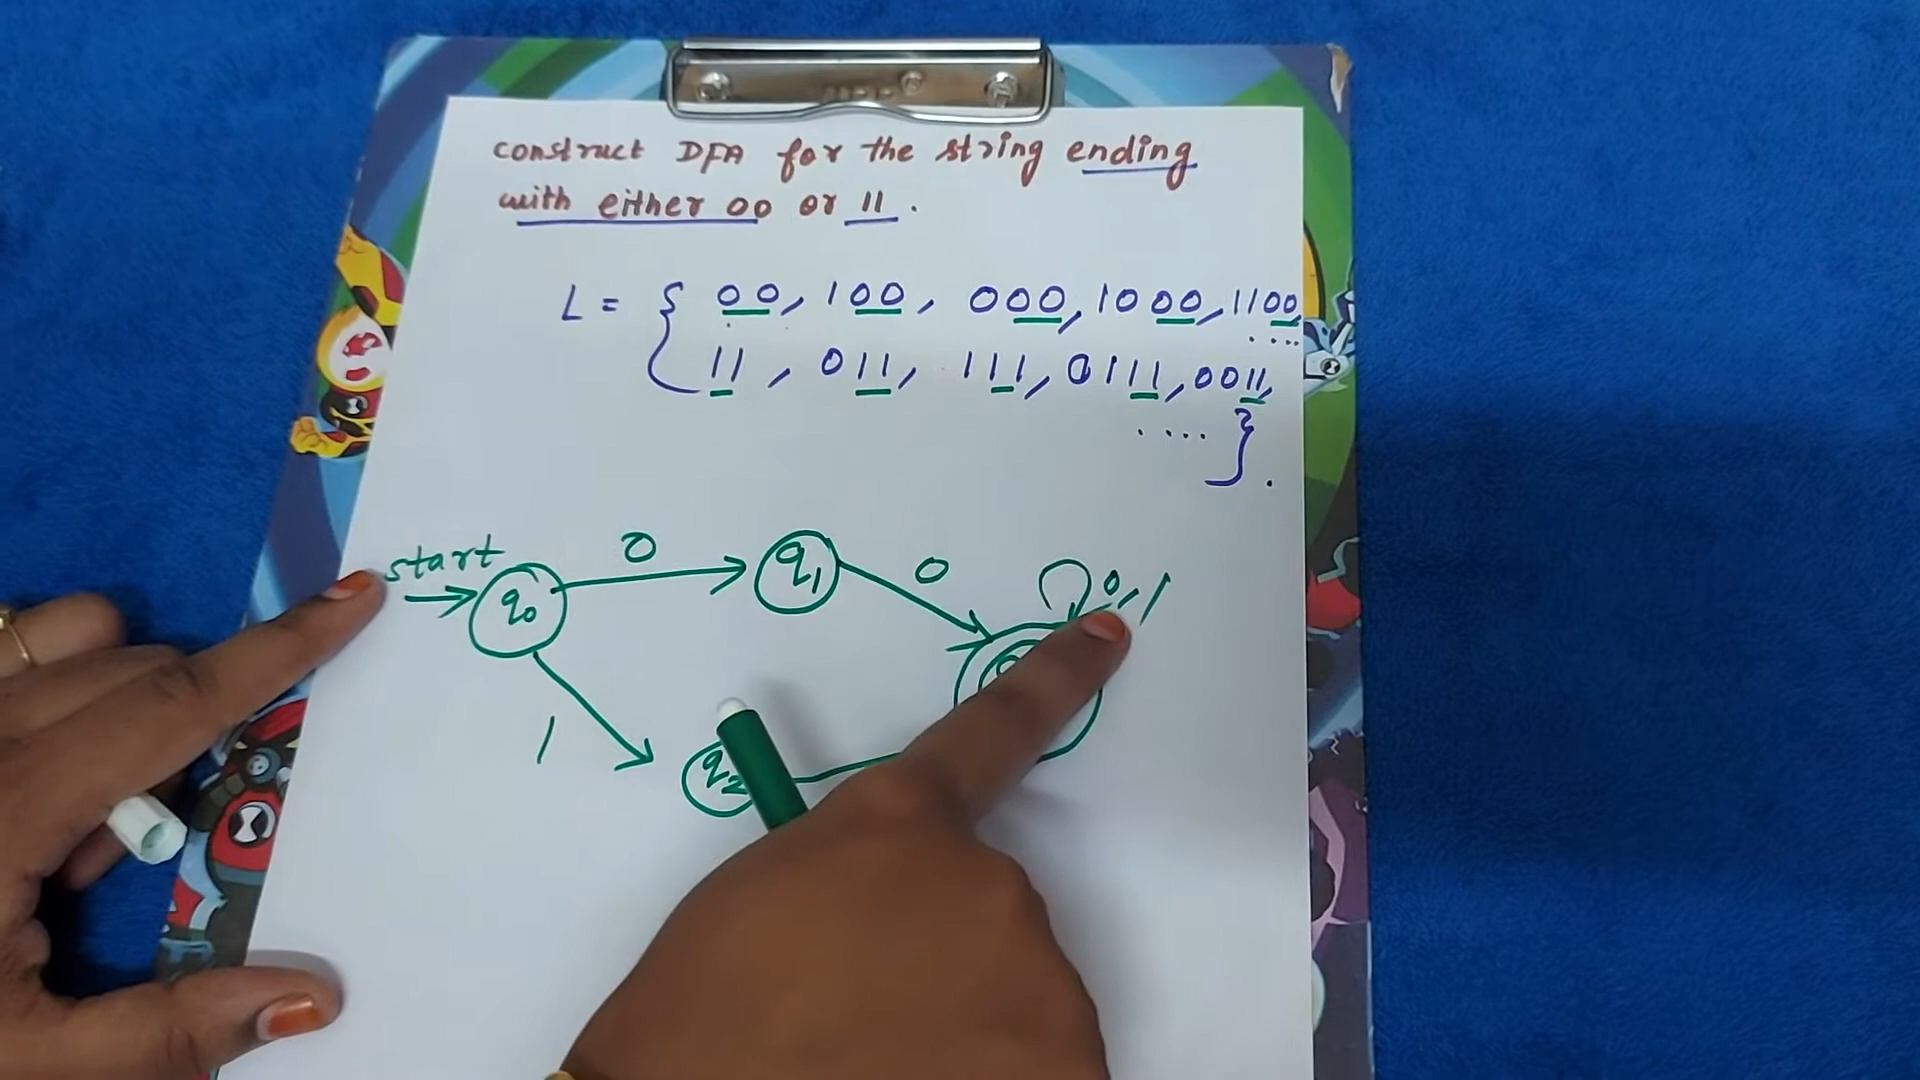 construct DFA for the string ending
with either 00 or 11 .
L = { 00, 100, 000, 1000, 1100,
....
11, 011, 111, 0111, 0011,
.... } .
start
0
q0
q1
0
0,1
1
q2